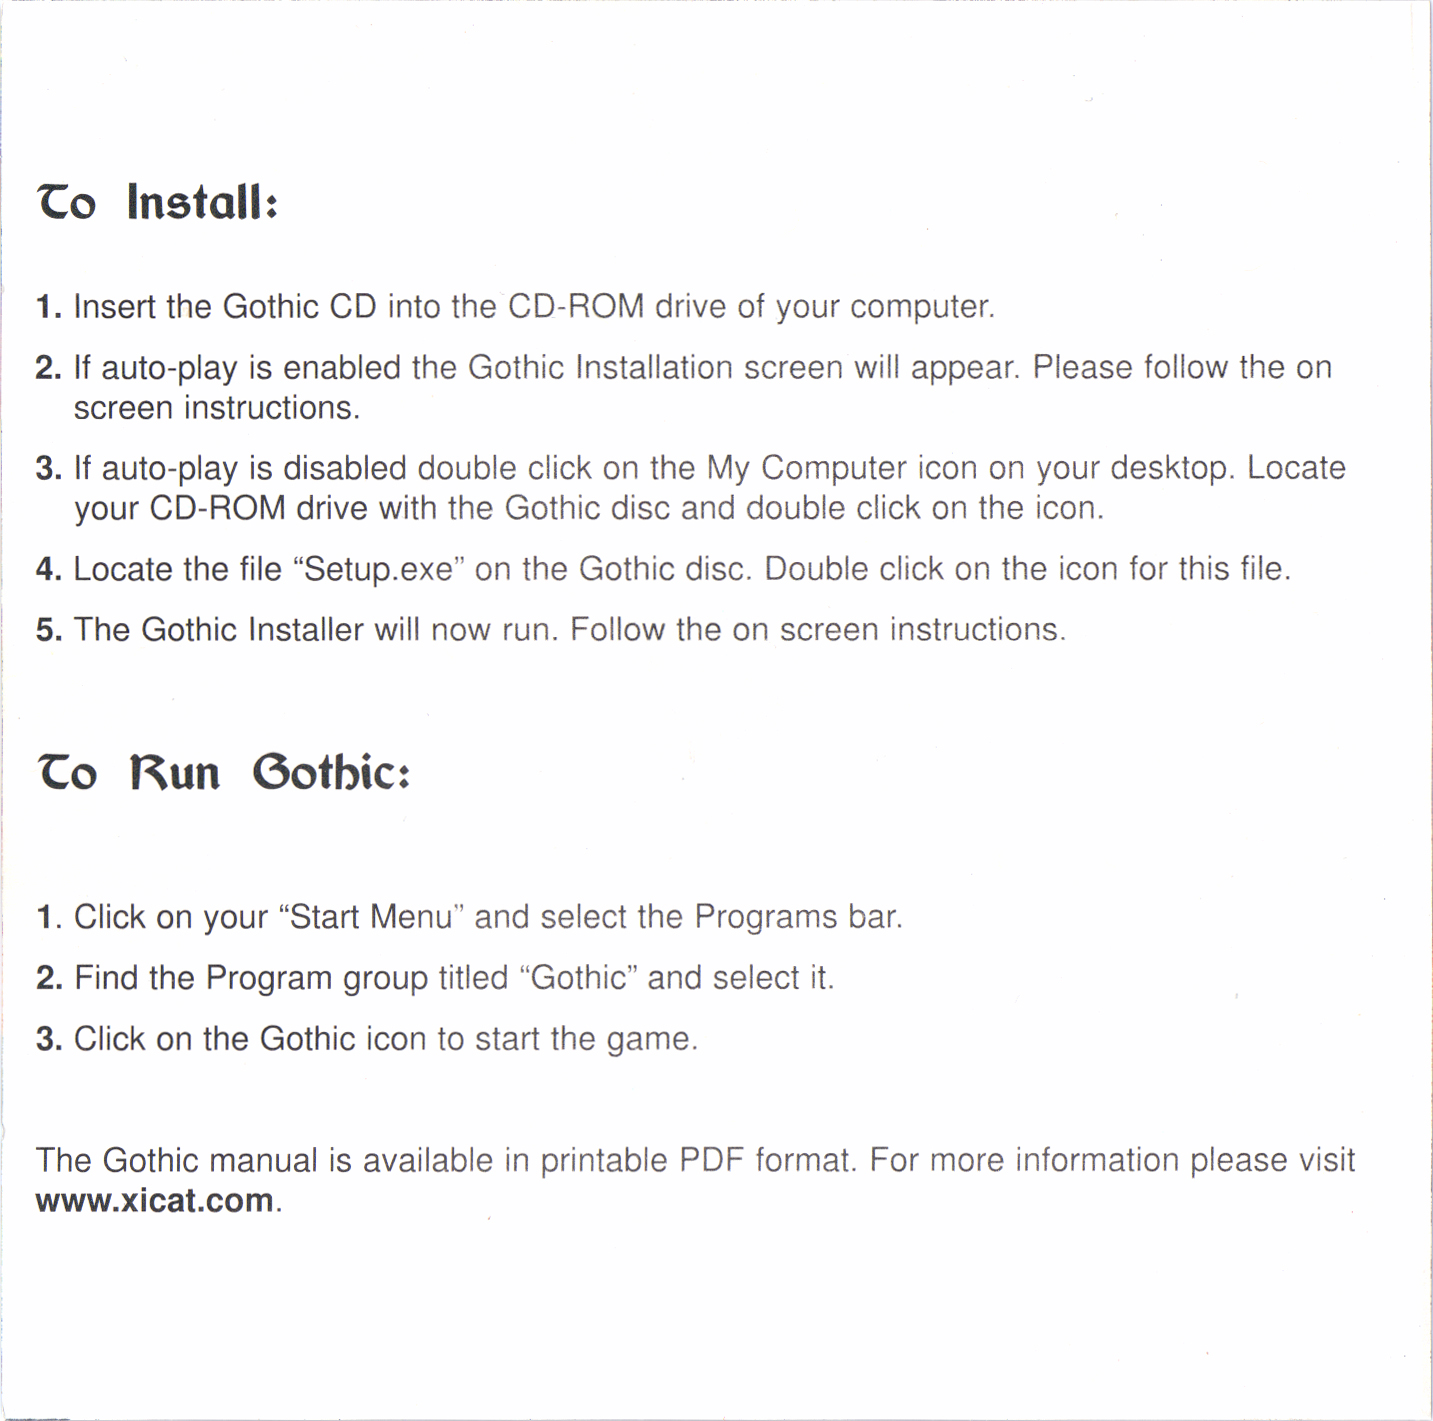 To Install:
1. Insert the Gothic CD into the CD-ROM drive of your computer.
2. If auto-play is enabled the Gothic Installation screen will appear. Please follow the on
screen instructions.
3. If auto-play is disabled double click on the My Computer icon on your desktop. Locate
your CD-ROM drive with the Gothic disc and double click on the icon.
4. Locate the file “Setup.exe” on the Gothic disc. Double click on the icon for this file.
5. The Gothic Installer will now run. Follow the on screen instructions.
To Run Gothic:
1. Click on your “Start Menu” and select the Programs bar.
2. Find the Program group titled “Gothic” and select it.
3. Click on the Gothic icon to start the game.
The Gothic manual is available in printable PDF format. For more information please visit
www.xicat.com.